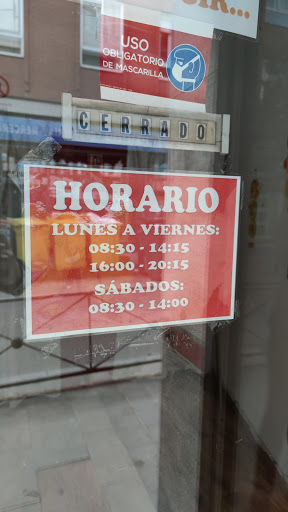 USO
OBLIGATORIO
DE MASCARILLA
CERRADO
HORARIO
LUNES A VIERNES:
08:30 - 14:15
16:00 - 20:15
SÁBADOS:
08:30 - 14:00